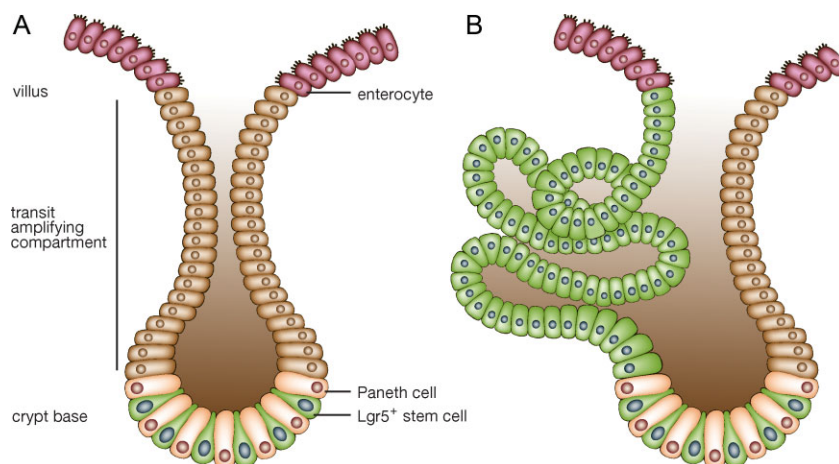 A
B
villus
enterocyte
transit
amplifying
compartment
Paneth cell
crypt base
Lgr5⁺ stem cell